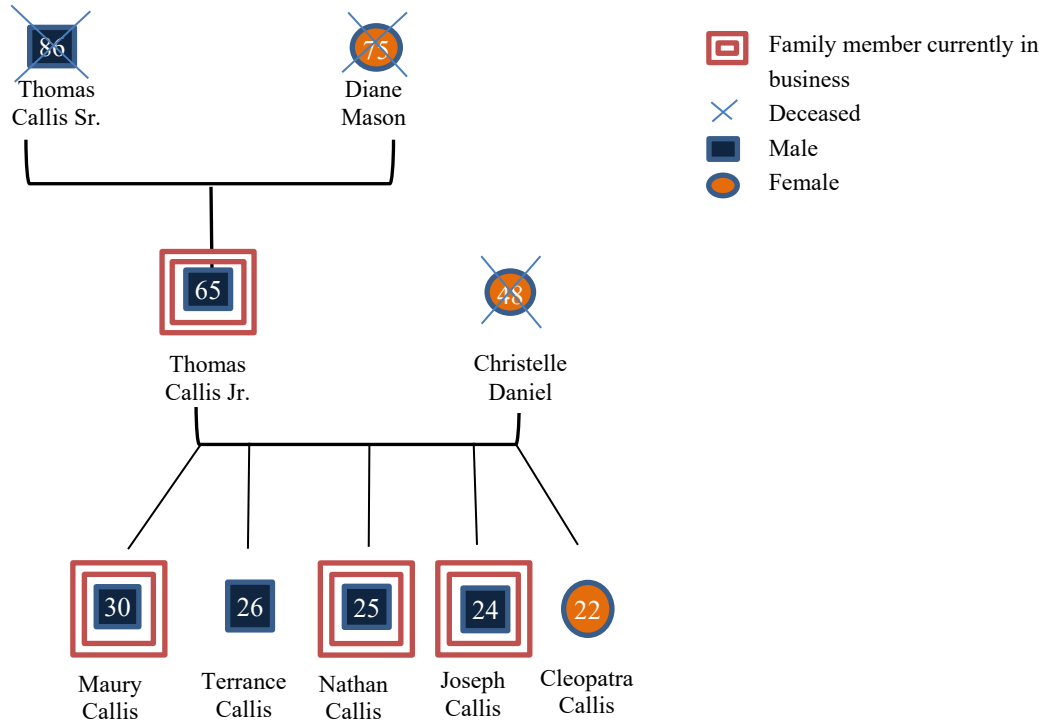 86
75
Thomas
Callis Sr.
Diane
Mason
Family member currently in
business
Deceased
Male
Female
65
48
Thomas
Callis Jr.
Christelle
Daniel
30
26
25
24
22
Maury
Callis
Terrance
Callis
Nathan
Callis
Joseph
Callis
Cleopatra
Callis